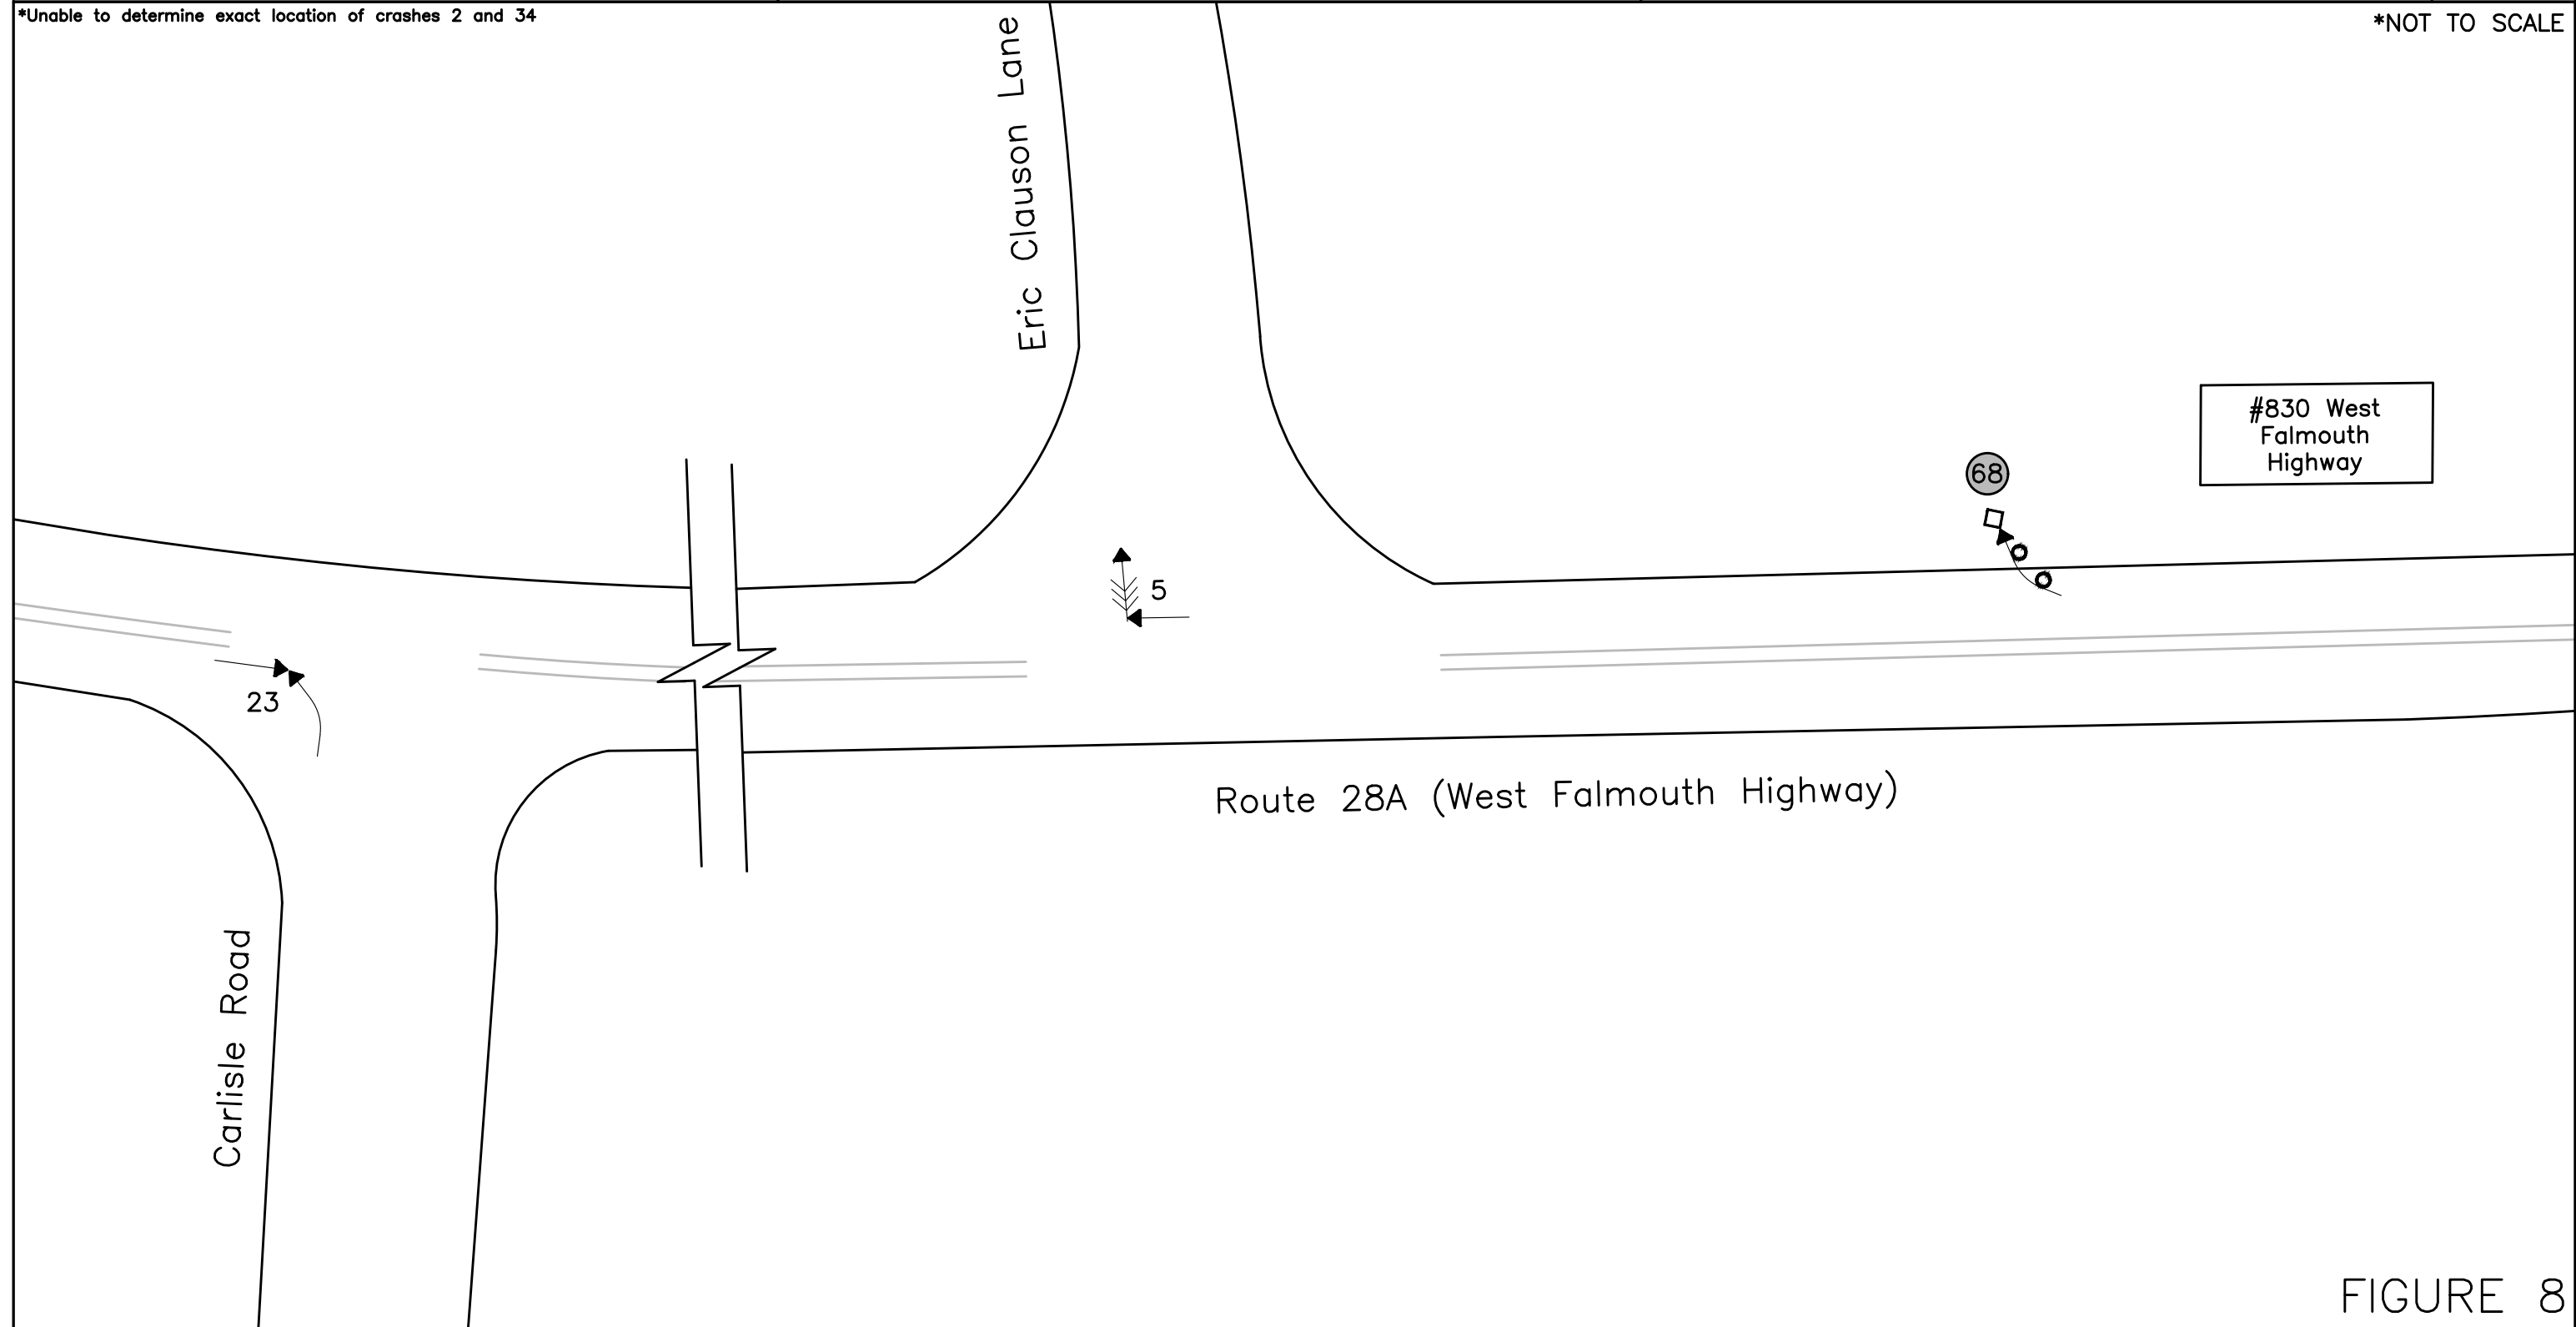 *Unable to determine exact location of crashes 2 and 34
*NOT TO SCALE
Eric Clauson Lane
#830 West
Falmouth
Highway
68
5
23
Route 28A (West Falmouth Highway)
Carlisle Road
FIGURE 8